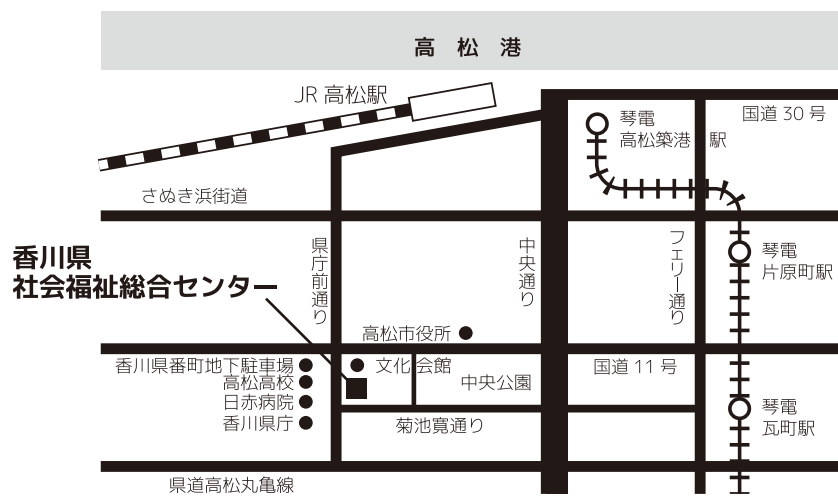 高松港
JR 高松駅
国道 30 号
琴電
高松築港 駅
さぬき浜街道
香川県
社会福祉総合センター
県庁前通り
中央通り
フェリー通り
琴電
片原町駅
高松市役所
香川県番町地下駐車場
文化会館
国道 11 号
高松高校
中央公園
日赤病院
琴電
瓦町駅
香川県庁
菊池寛通り
県道高松丸亀線